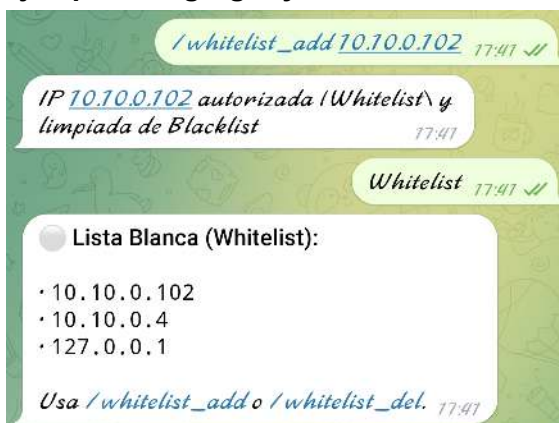 /whitelist_add 10.10.0.102 17:41
IP 10.10.0.102 autorizada (Whitelist\) y
limpiada de Blacklist 17:41
Whitelist 17:41
Lista Blanca (Whitelist):
· 10.10.0.102
· 10.10.0.4
· 127.0.0.1
Usa /whitelist_add o /whitelist_del. 17:41